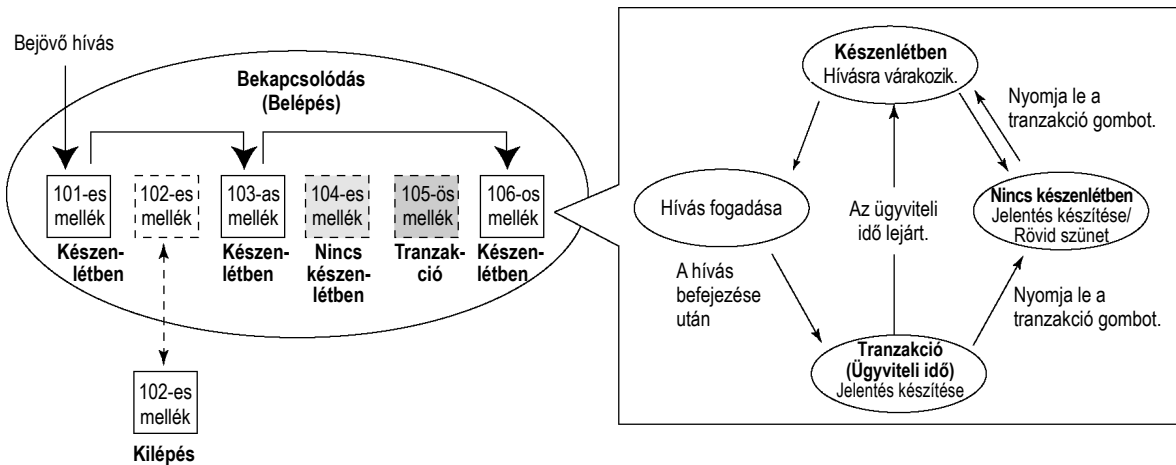 Bejövő hívás
Bekapcsolódás
(Belépés)
101-es
mellék
102-es
mellék
103-as
mellék
104-es
mellék
105-ös
mellék
106-os
mellék
Készen-
létben
Készen-
létben
Nincs
készen-
létben
Tranzak-
ció
Készen-
létben
102-es
mellék
Kilépés
Készenlétben
Hívásra várakozik.
Nyomja le a
tranzakció gombot.
Hívás fogadása
Az ügyviteli
idő lejárt.
Nincs készenlétben
Jelentés készítése/
Rövid szünet
A hívás
befejezése
után
Nyomja le a
tranzakció gombot.
Tranzakció
(Ügyviteli idő)
Jelentés készítése